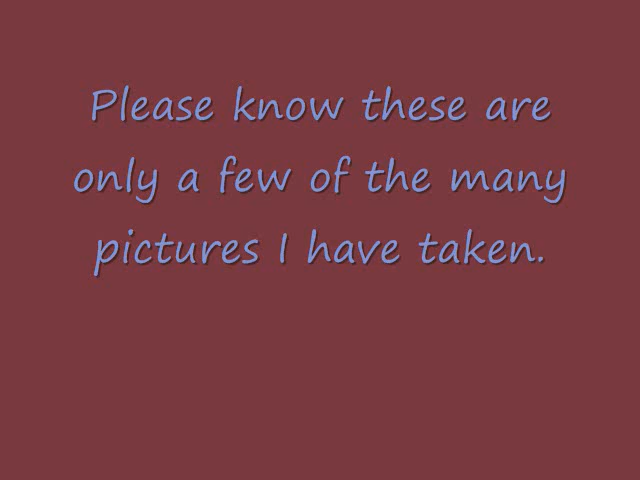 Please know these are
only a few of the many
pictures I have taken.